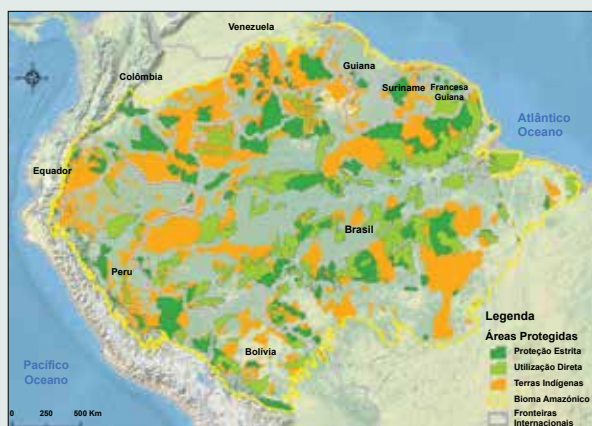 Venezuela
Guiana
Colômbia
Suriname
Francesa
Guiana
Atlântico
Oceano
Equador
Brasil
Peru
Bolívia
Pacífico
Oceano
0 250 500 Km
Legenda
Áreas Protegidas
Proteção Estrita
Utilização Direta
Terras Indígenas
Bioma Amazónico
Fronteiras
Internacionais